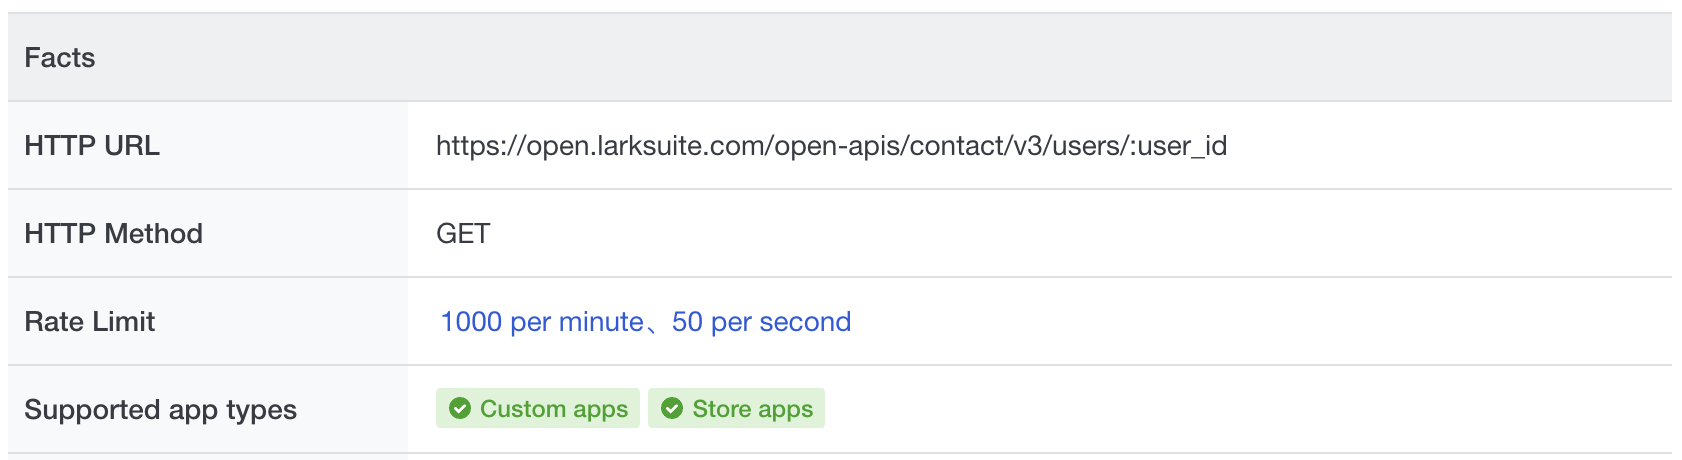 Facts
HTTP URL
https://open.larksuite.com/open-apis/contact/v3/users/:user_id
HTTP Method
GET
Rate Limit
1000 per minute、50 per second
Supported app types
Custom apps
Store apps